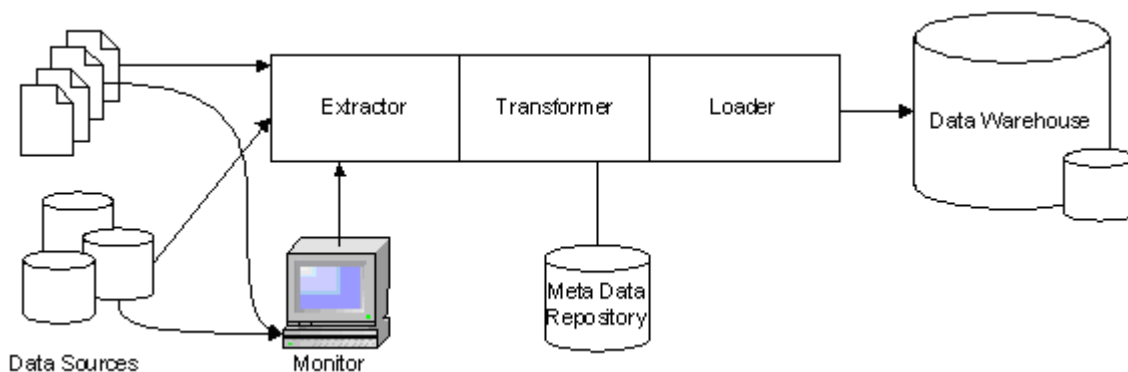 Extractor
Transformer
Loader
Data Warehouse
Meta Data
Repository
Data Sources
Monitor